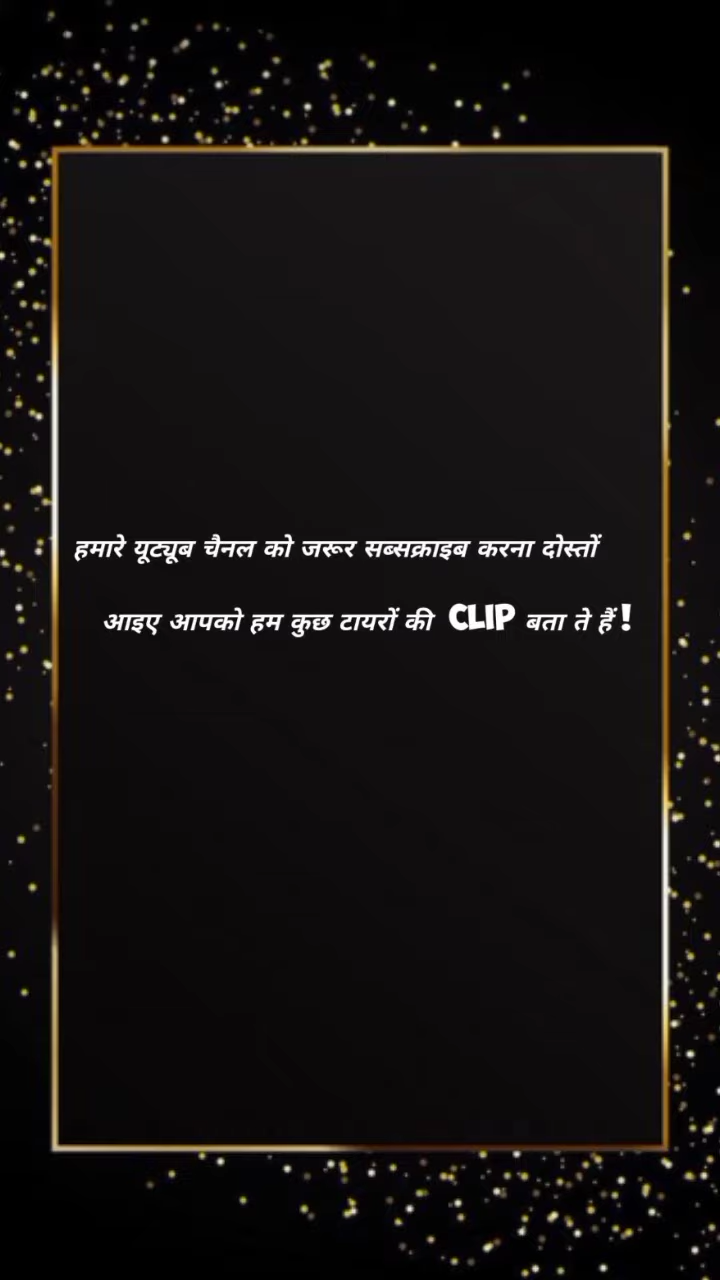 हमारे यूट्यूब चैनल को जरूर सब्सक्राइब करना दोस्तों
आइए आपको हम कुछ टायरों की CLIP बता ते हैं !